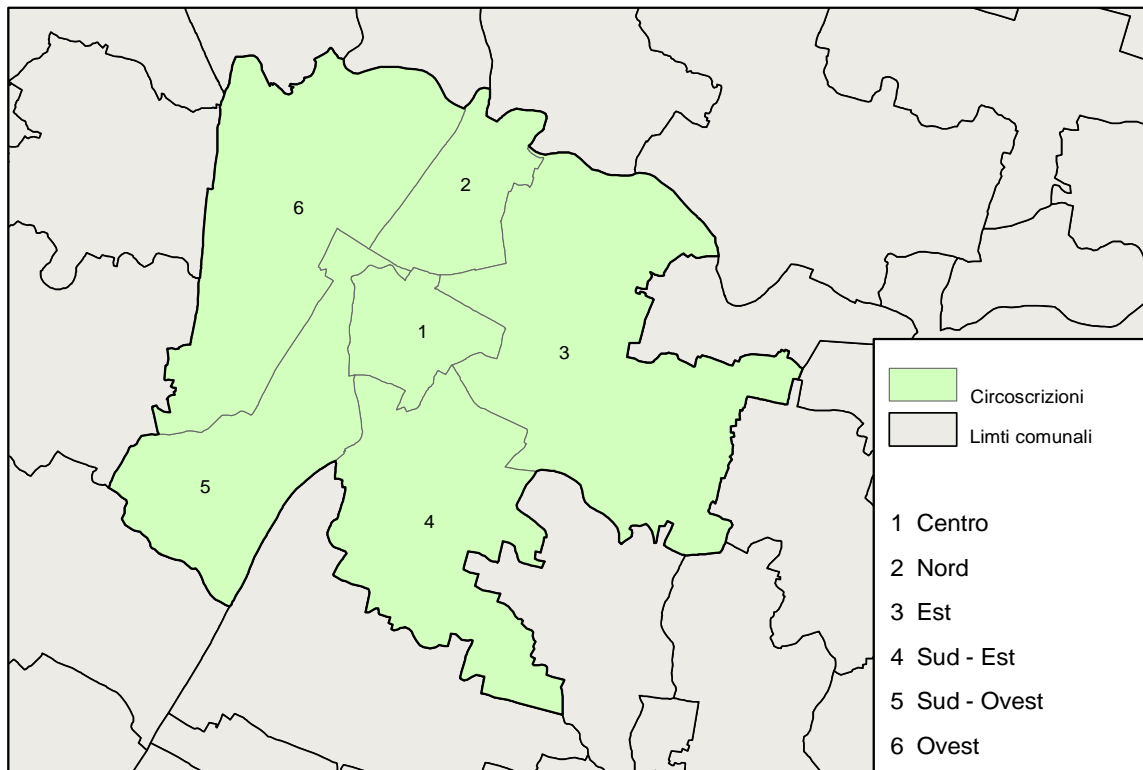 2
6
1
3
5
4
Circoscrizioni
Limti comunali
1 Centro
2 Nord
3 Est
4 Sud - Est
5 Sud - Ovest
6 Ovest